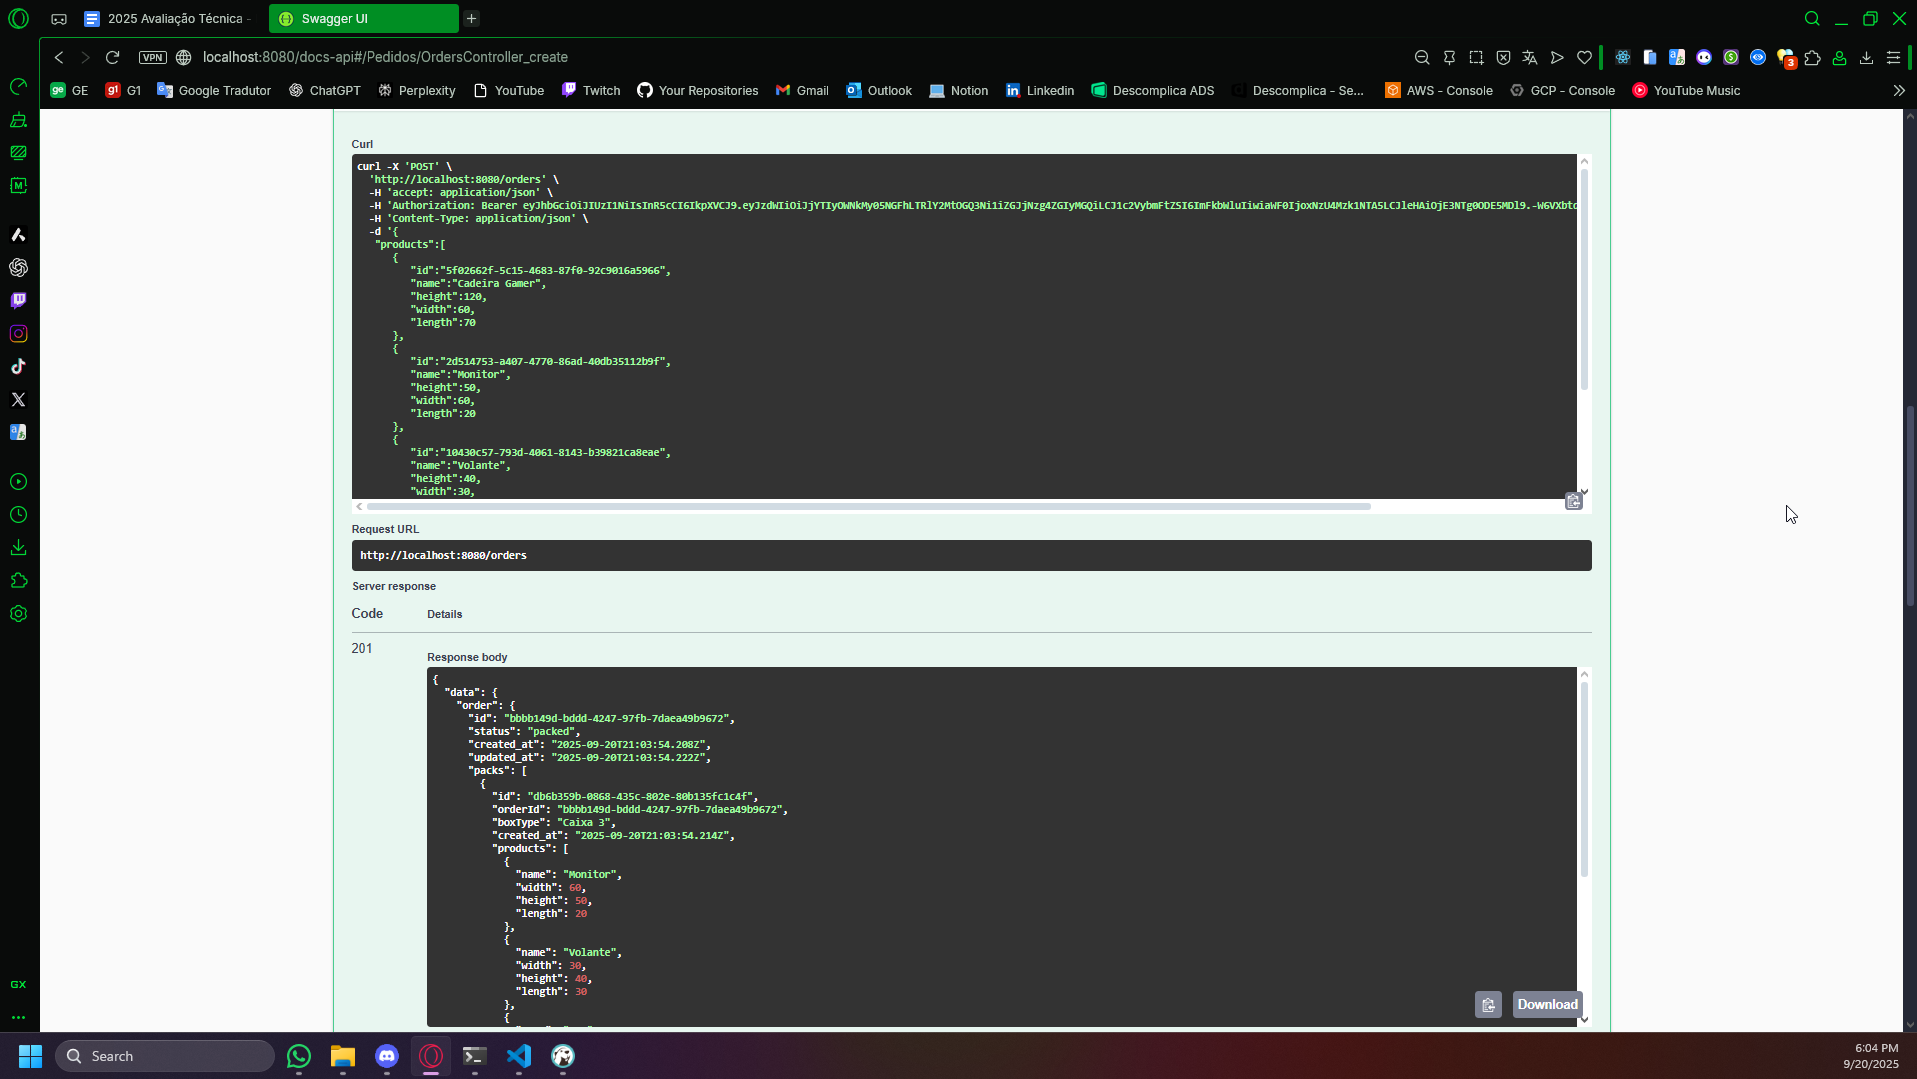 2025 Avaliação Técnica -
Swagger UI
VPN
localhost:8080/docs-api#/Pedidos/OrdersController_create
3
GE
G1
Google Tradutor
ChatGPT
Perplexity
YouTube
Twitch
Your Repositories
Gmail
Outlook
Notion
Linkedin
Descomplica ADS
Descomplica - Se...
AWS - Console
GCP - Console
YouTube Music
Curl
curl -X 'POST' \
'http://localhost:8080/orders' \
-H 'accept: application/json' \
-H 'Authorization: Bearer
-H 'Content-Type: application/json' \
-d '{
"products":[
{
"id":"5f02662f-5c15-4683-87f0-92c9016a5966",
"name":"Cadeira Gamer",
"height":120,
"width":60,
"length":70
},
{
"id":"2d514753-a407-4770-86ad-40db35112b9f",
"name":"Monitor",
"height":50,
"width":60,
"length":20
},
{
"id":"10430c57-793d-4061-8143-b39821ca8eae",
"name":"Volante",
"height":40,
"width":30,
Request URL
http://localhost:8080/orders
Server response
Code Details
201
Response body
{
"data": {
"order": {
"id": "bbbb149d-bddd-4247-97fb-7daea49b9672",
"status": "packed",
"created_at": "2025-09-20T21:03:54.208Z",
"updated_at": "2025-09-20T21:03:54.222Z",
"packs": [
{
"id": "db6b359b-0868-435c-802e-80b135fc1c4f",
"orderId": "bbbb149d-bddd-4247-97fb-7daea49b9672",
"boxType": "Caixa 3",
"created_at": "2025-09-20T21:03:54.214Z",
"products": [
{
"name": "Monitor",
"width": 60,
"height": 50,
"length": 20
},
{
"name": "Volante",
"width": 30,
"height": 40,
"length": 30
},
{
Download
GX
Search
6:04 PM
9/20/2025